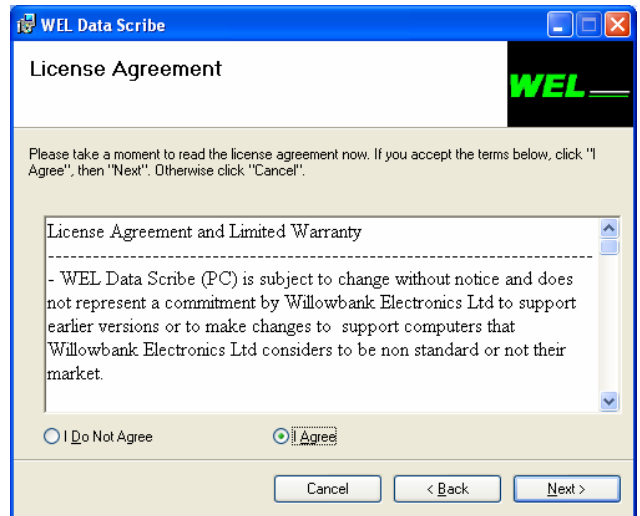 WEL Data Scribe
License Agreement
WEL
Please take a moment to read the license agreement now. If you accept the terms below, click "I
Agree", then "Next". Otherwise click "Cancel".
License Agreement and Limited Warranty
--------------------------------------------------------------------------------
- WEL Data Scribe (PC) is subject to change without notice and does
not represent a commitment by Willowbank Electronics Ltd to support
earlier versions or to make changes to  support computers that
Willowbank Electronics Ltd considers to be non standard or not their
market.
I Do Not Agree
I Agree
Cancel
< Back
Next >